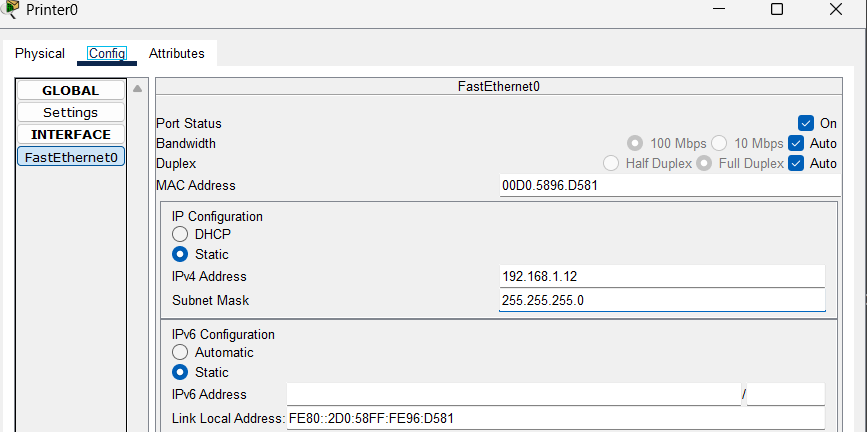 Printer0
Physical Config Attributes
GLOBAL
Settings
INTERFACE
FastEthernet0
FastEthernet0
Port Status On
Bandwidth 100 Mbps 10 Mbps Auto
Duplex Half Duplex Full Duplex Auto
MAC Address 00D0.5896.D581
IP Configuration
DHCP
Static
IPv4 Address 192.168.1.12
Subnet Mask 255.255.255.0
IPv6 Configuration
Automatic
Static
IPv6 Address /
Link Local Address: FE80::2D0:58FF:FE96:D581